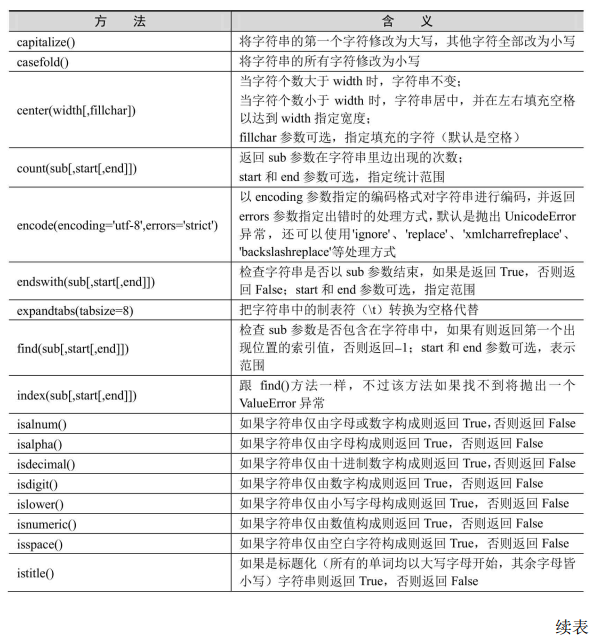 方 法 含 义
capitalize() 将字符串的第一个字符修改为大写，其他字符全部改为小写
casefold() 将字符串的所有字符修改为小写
当字符个数大于 width 时，字符串不变；
当字符个数小于 width 时，字符串居中，并在左右填充空格
center(width[,fillchar])
以达到 width 指定宽度；
fillchar 参数可选，指定填充的字符（默认是空格）
count(sub[,start[,end]])
返回 sub 参数在字符串里边出现的次数；
start 和 end 参数可选，指定统计范围
encode(encoding='utf-8',errors='strict')
以 encoding 参数指定的编码格式对字符串进行编码，并返回
errors 参数指定出错时的处理方式，默认是抛出 UnicodeError
异常，还可以使用'ignore'、'replace'、'xmlcharrefreplace'、
'backslashreplace'等处理方式
endswith(sub[,start[,end]])
检查字符串是否以 sub 参数结束，如果是返回 True，否则返
回 False；start 和 end 参数可选，指定范围
expandtabs(tabsize=8) 把字符串中的制表符（\t）转换为空格代替
find(sub[,start[,end]])
检查 sub 参数是否包含在字符串中，如果有则返回第一个出
现位置的索引值，否则返回–1；start 和 end 参数可选，表示
范围
index(sub[,start[,end]])
跟 find()方法一样，不过该方法如果找不到将抛出一个
ValueError 异常
isalnum() 如果字符串仅由字母或数字构成则返回 True，否则返回 False
isalpha() 如果字符串仅由字母构成则返回 True，否则返回 False
isdecimal() 如果字符串仅由十进制数字构成则返回 True，否则返回 False
isdigit() 如果字符串仅由数字构成则返回 True，否则返回 False
islower() 如果字符串仅由小写字母构成则返回 True，否则返回 False
isnumeric() 如果字符串仅由数值构成则返回 True，否则返回 False
isspace() 如果字符串仅由空白字符构成则返回 True，否则返回 False
istitle()
如果是标题化（所有的单词均以大写字母开始，其余字母皆
小写）字符串则返回 True，否则返回 False
续表